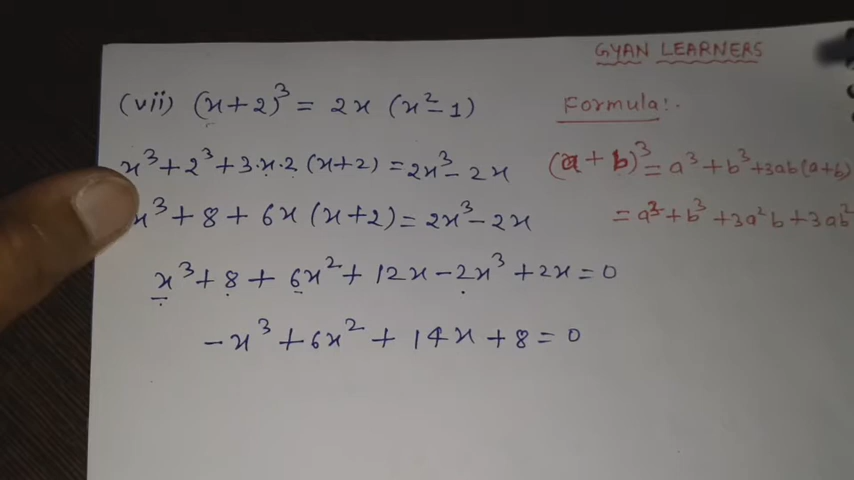 GYAN LEARNERS
(vii) (x+2)³ = 2x (x²-1)
Formula:.
x³ + 2³ + 3.x.2 (x+2) = 2x³ - 2x
(a + b)³ = a³ + b³ + 3ab(a+b)
x³ + 8 + 6x (x+2) = 2x³ - 2x
= a³ + b³ + 3a²b + 3ab²
x³ + 8 + 6x² + 12x - 2x³ + 2x = 0
-x³ + 6x² + 14x + 8 = 0